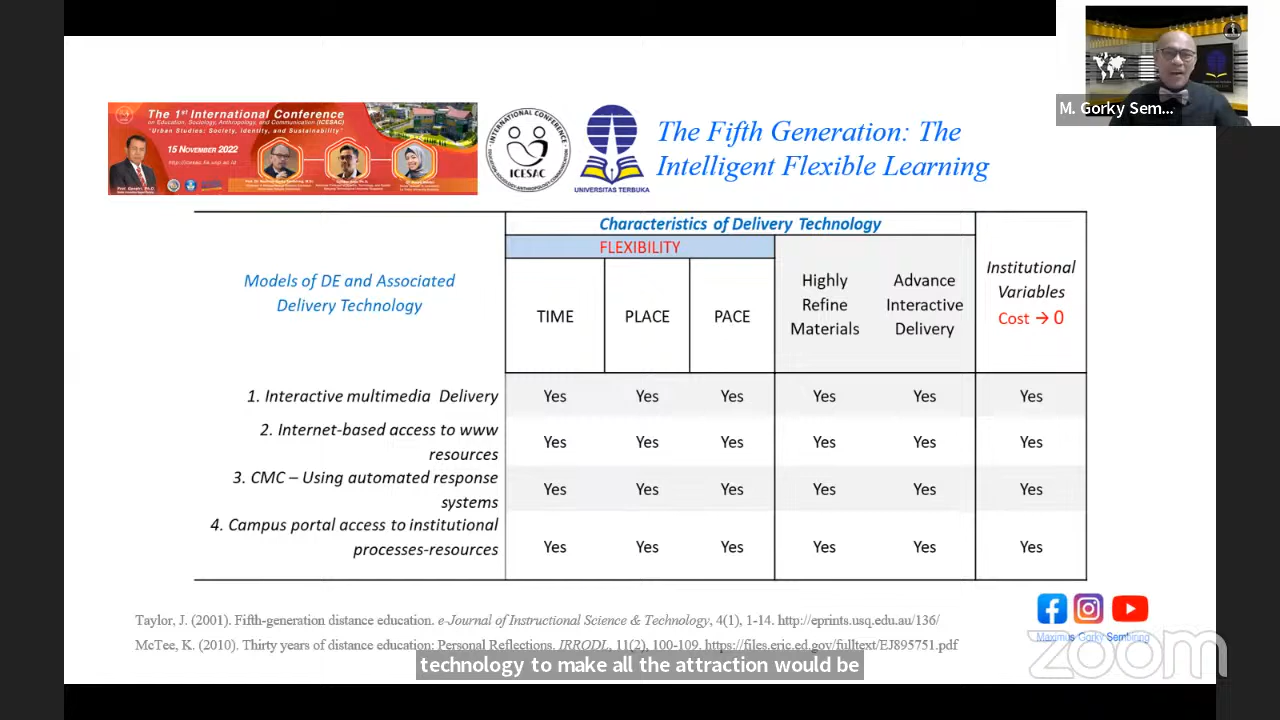 M. Gorky Sem...
The 1st International Conference
on Education, Sociology, Anthropology, and Communication (ICESAC)
"Urban Studies: Society, Identity, and Sustainability"
15 NOVEMBER 2022
ICESAC
UNIVERSITAS TERBUKA
The Fifth Generation: The
Intelligent Flexible Learning
Models of DE and Associated
Delivery Technology
Characteristics of Delivery Technology
FLEXIBILITY
TIME PLACE PACE
Highly
Refine
Materials
Advance
Interactive
Delivery
Institutional
Variables
Cost → 0
1. Interactive multimedia Delivery Yes Yes Yes Yes Yes Yes
2. Internet-based access to www
resources Yes Yes Yes Yes Yes Yes
3. CMC – Using automated response
systems Yes Yes Yes Yes Yes Yes
4. Campus portal access to institutional
processes-resources Yes Yes Yes Yes Yes Yes
Taylor, J. (2001). Fifth-generation distance education. e-Journal of Instructional Science & Technology, 4(1), 1-14. http://eprints.usq.edu.au/136/
McTee, K. (2010). Thirty years of distance education: Personal Reflections. IRRODL, 11(2), 100-109. https://files.eric.ed.gov/fulltext/EJ895751.pdf
Maximus Gorky Sembiring
technology to make all the attraction would be
zoom